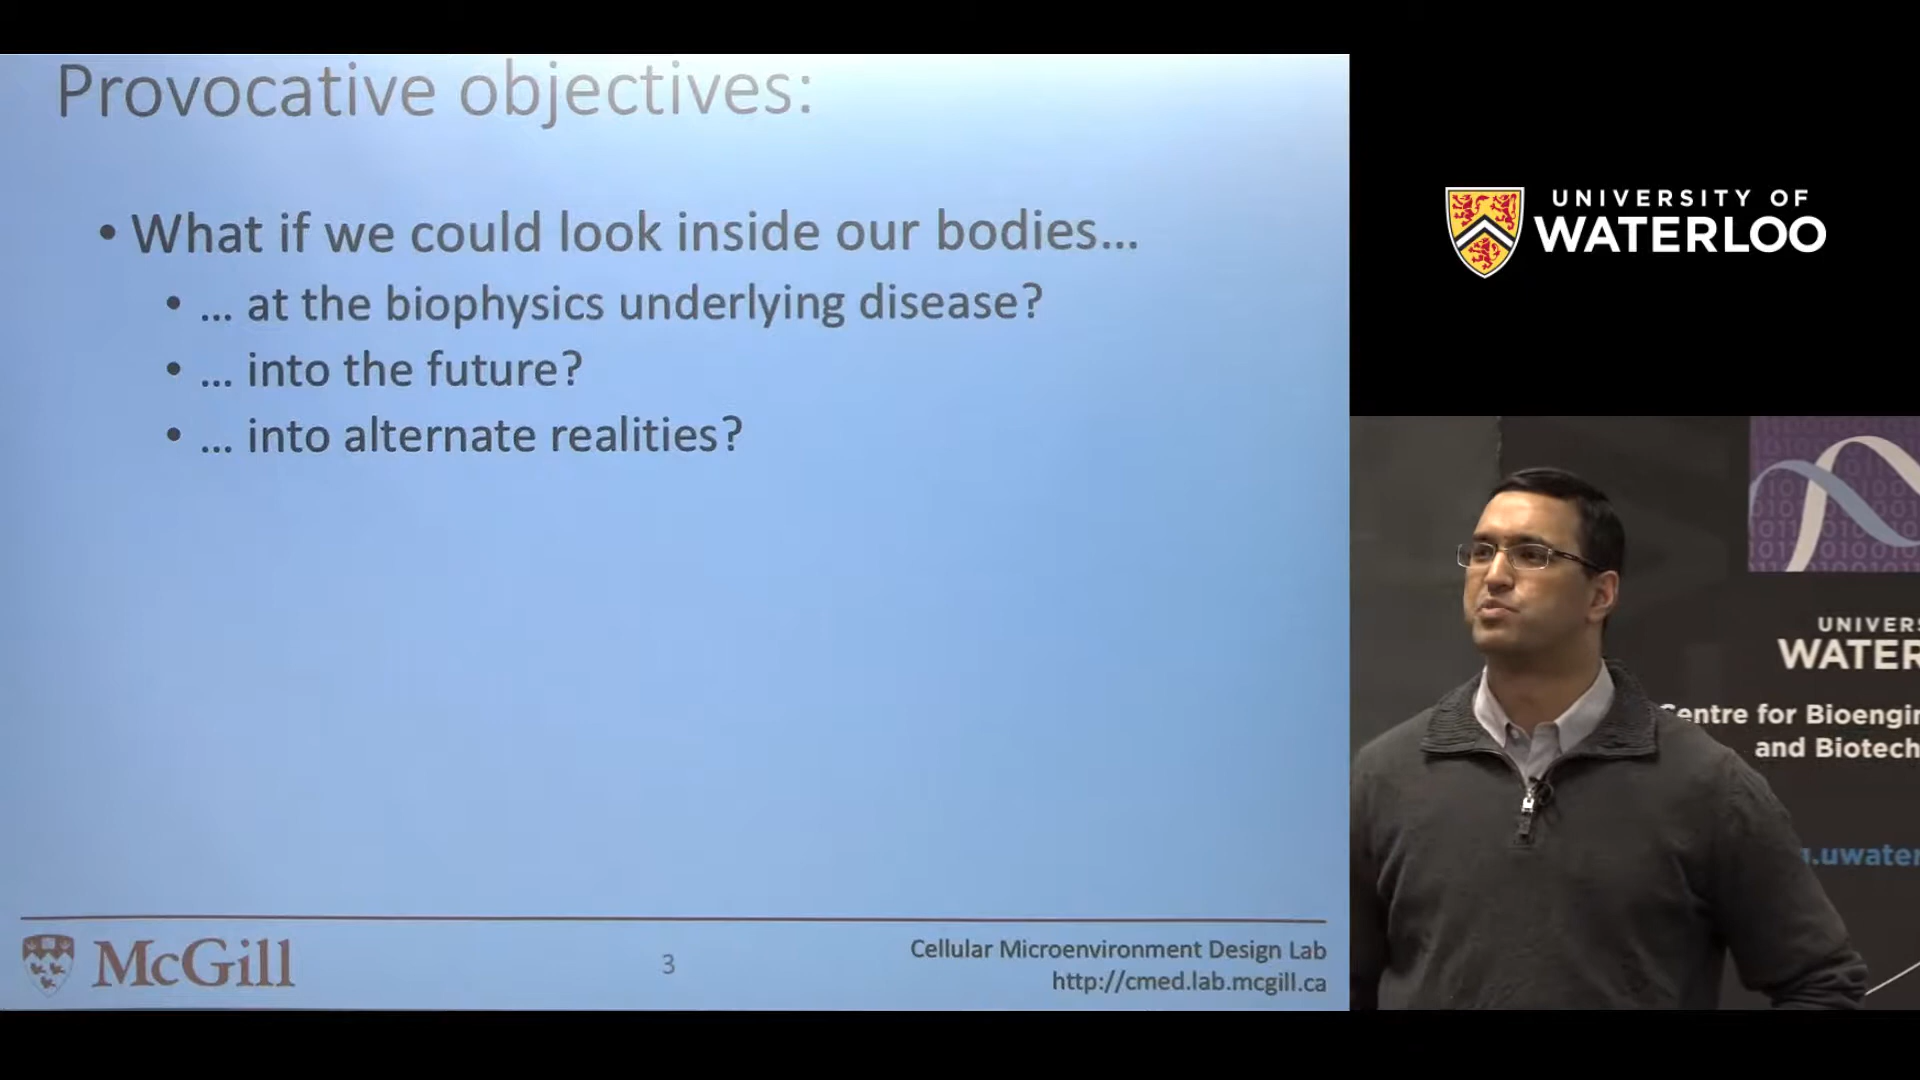 Provocative objectives:
• What if we could look inside our bodies...
• ... at the biophysics underlying disease?
• ... into the future?
• ... into alternate realities?
McGill
3
Cellular Microenvironment Design Lab
http://cmed.lab.mcgill.ca
UNIVERSITY OF
WATERLOO
UNIVERS
WATER
Centre for Bioengin
and Biotech
.uwater